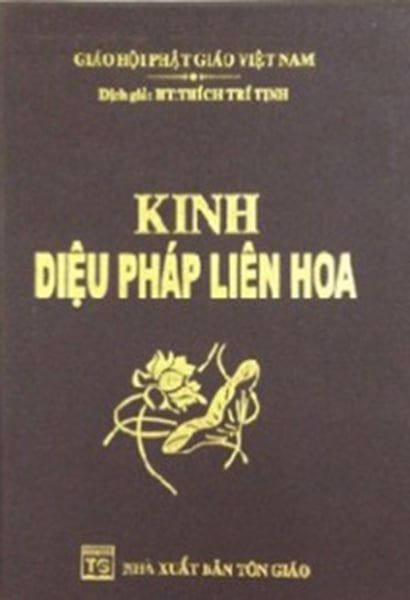 GIÁO HỘI PHẬT GIÁO VIỆT NAM
Dịch giả: HT.THÍCH TRÍ TỊNH
KINH
DIỆU PHÁP LIÊN HOA
TG NHÀ XUẤT BẢN TÔN GIÁO